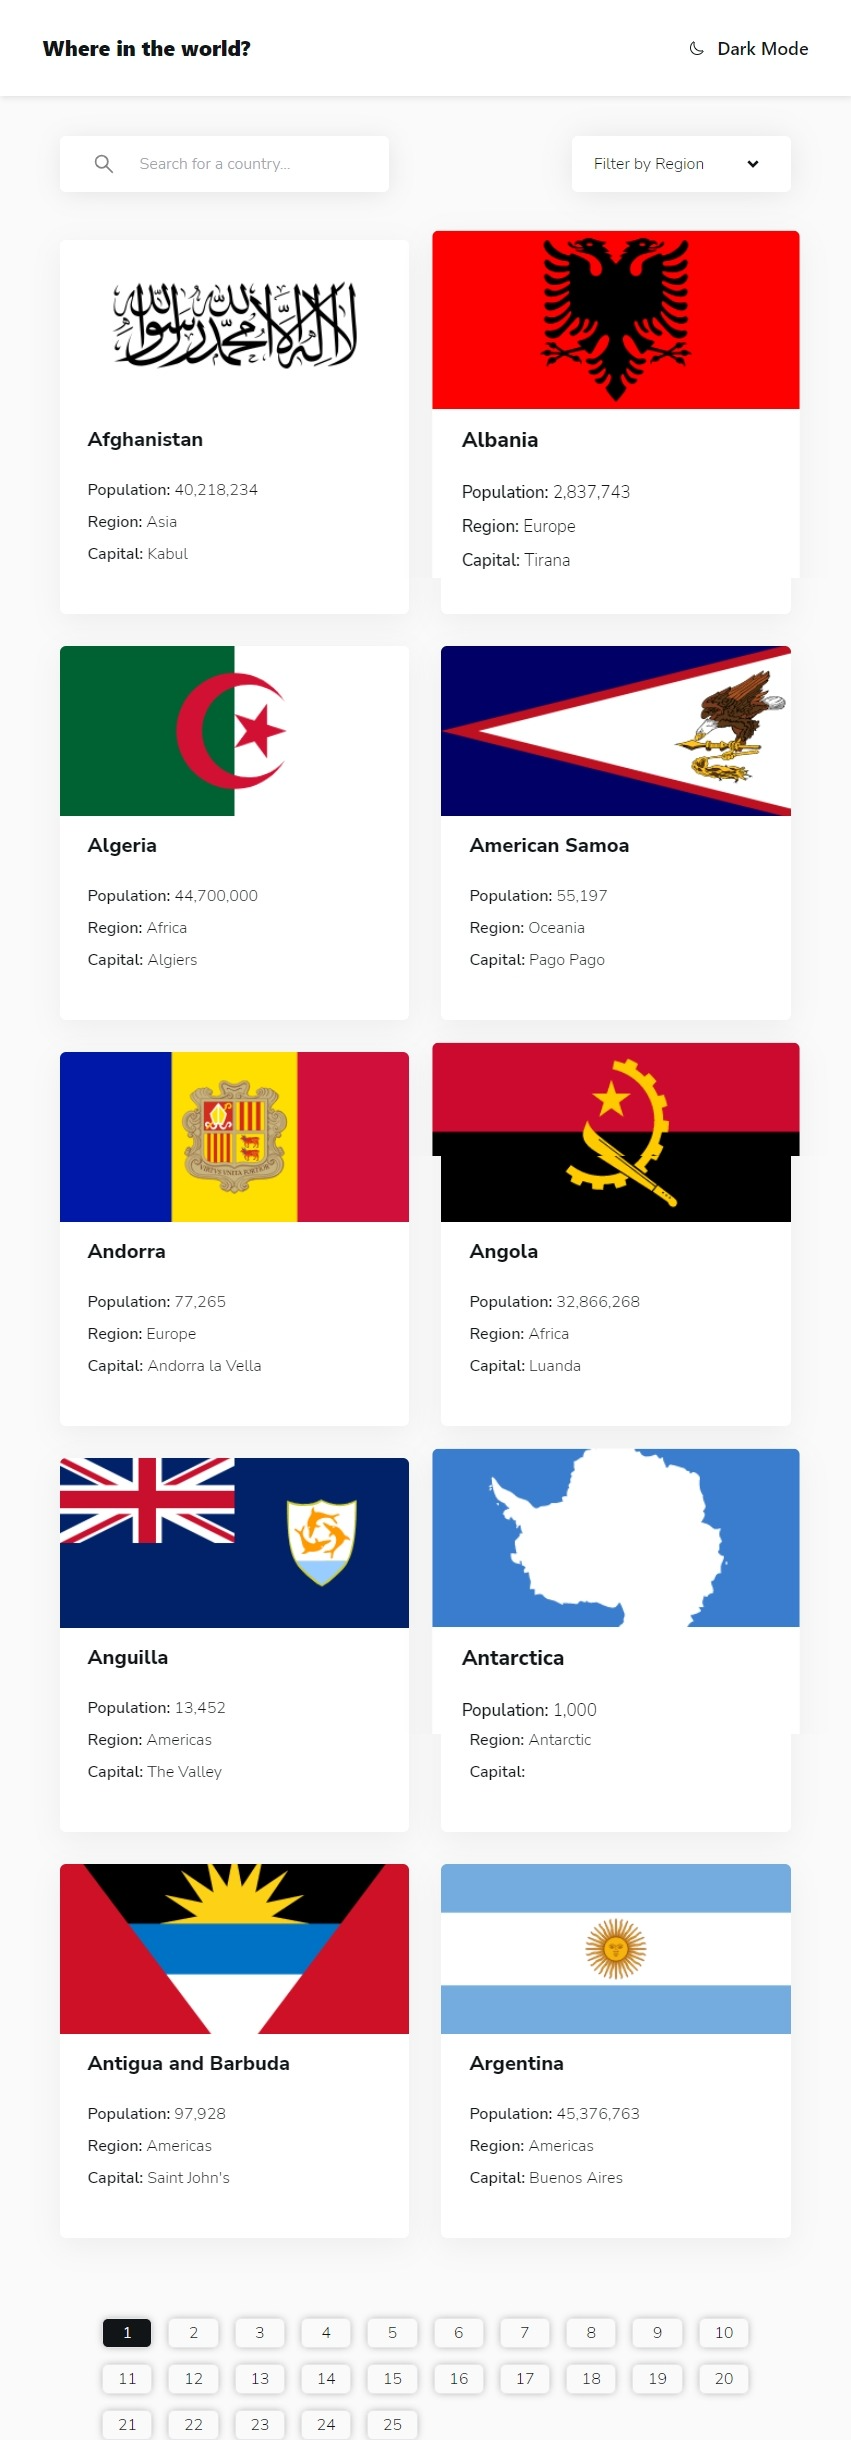 Where in the world?
Dark Mode
Search for a country...
Filter by Region
لا إله إلا الله محمد رسول الله
Afghanistan
Population: 40,218,234
Region: Asia
Capital: Kabul
Albania
Population: 2,837,743
Region: Europe
Capital: Tirana
Algeria
Population: 44,700,000
Region: Africa
Capital: Algiers
American Samoa
Population: 55,197
Region: Oceania
Capital: Pago Pago
VIRTVS VNITA FORTIOR
Andorra
Population: 77,265
Region: Europe
Capital: Andorra la Vella
Angola
Population: 32,866,268
Region: Africa
Capital: Luanda
Anguilla
Population: 13,452
Region: Americas
Capital: The Valley
Antarctica
Population: 1,000
Region: Antarctic
Capital:
Antigua and Barbuda
Population: 97,928
Region: Americas
Capital: Saint John's
Argentina
Population: 45,376,763
Region: Americas
Capital: Buenos Aires
1 2 3 4 5 6 7 8 9 10
11 12 13 14 15 16 17 18 19 20
21 22 23 24 25